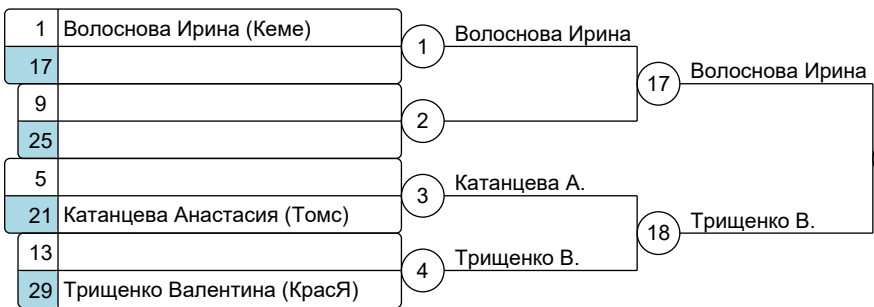 1 Волоснова Ирина (Кеме)
17
1 Волоснова Ирина
17 Волоснова Ирина
9
25
2
5
21 Катанцева Анастасия (Томс)
3 Катанцева А.
18 Трищенко В.
13
29 Трищенко Валентина (КрасЯ)
4 Трищенко В.